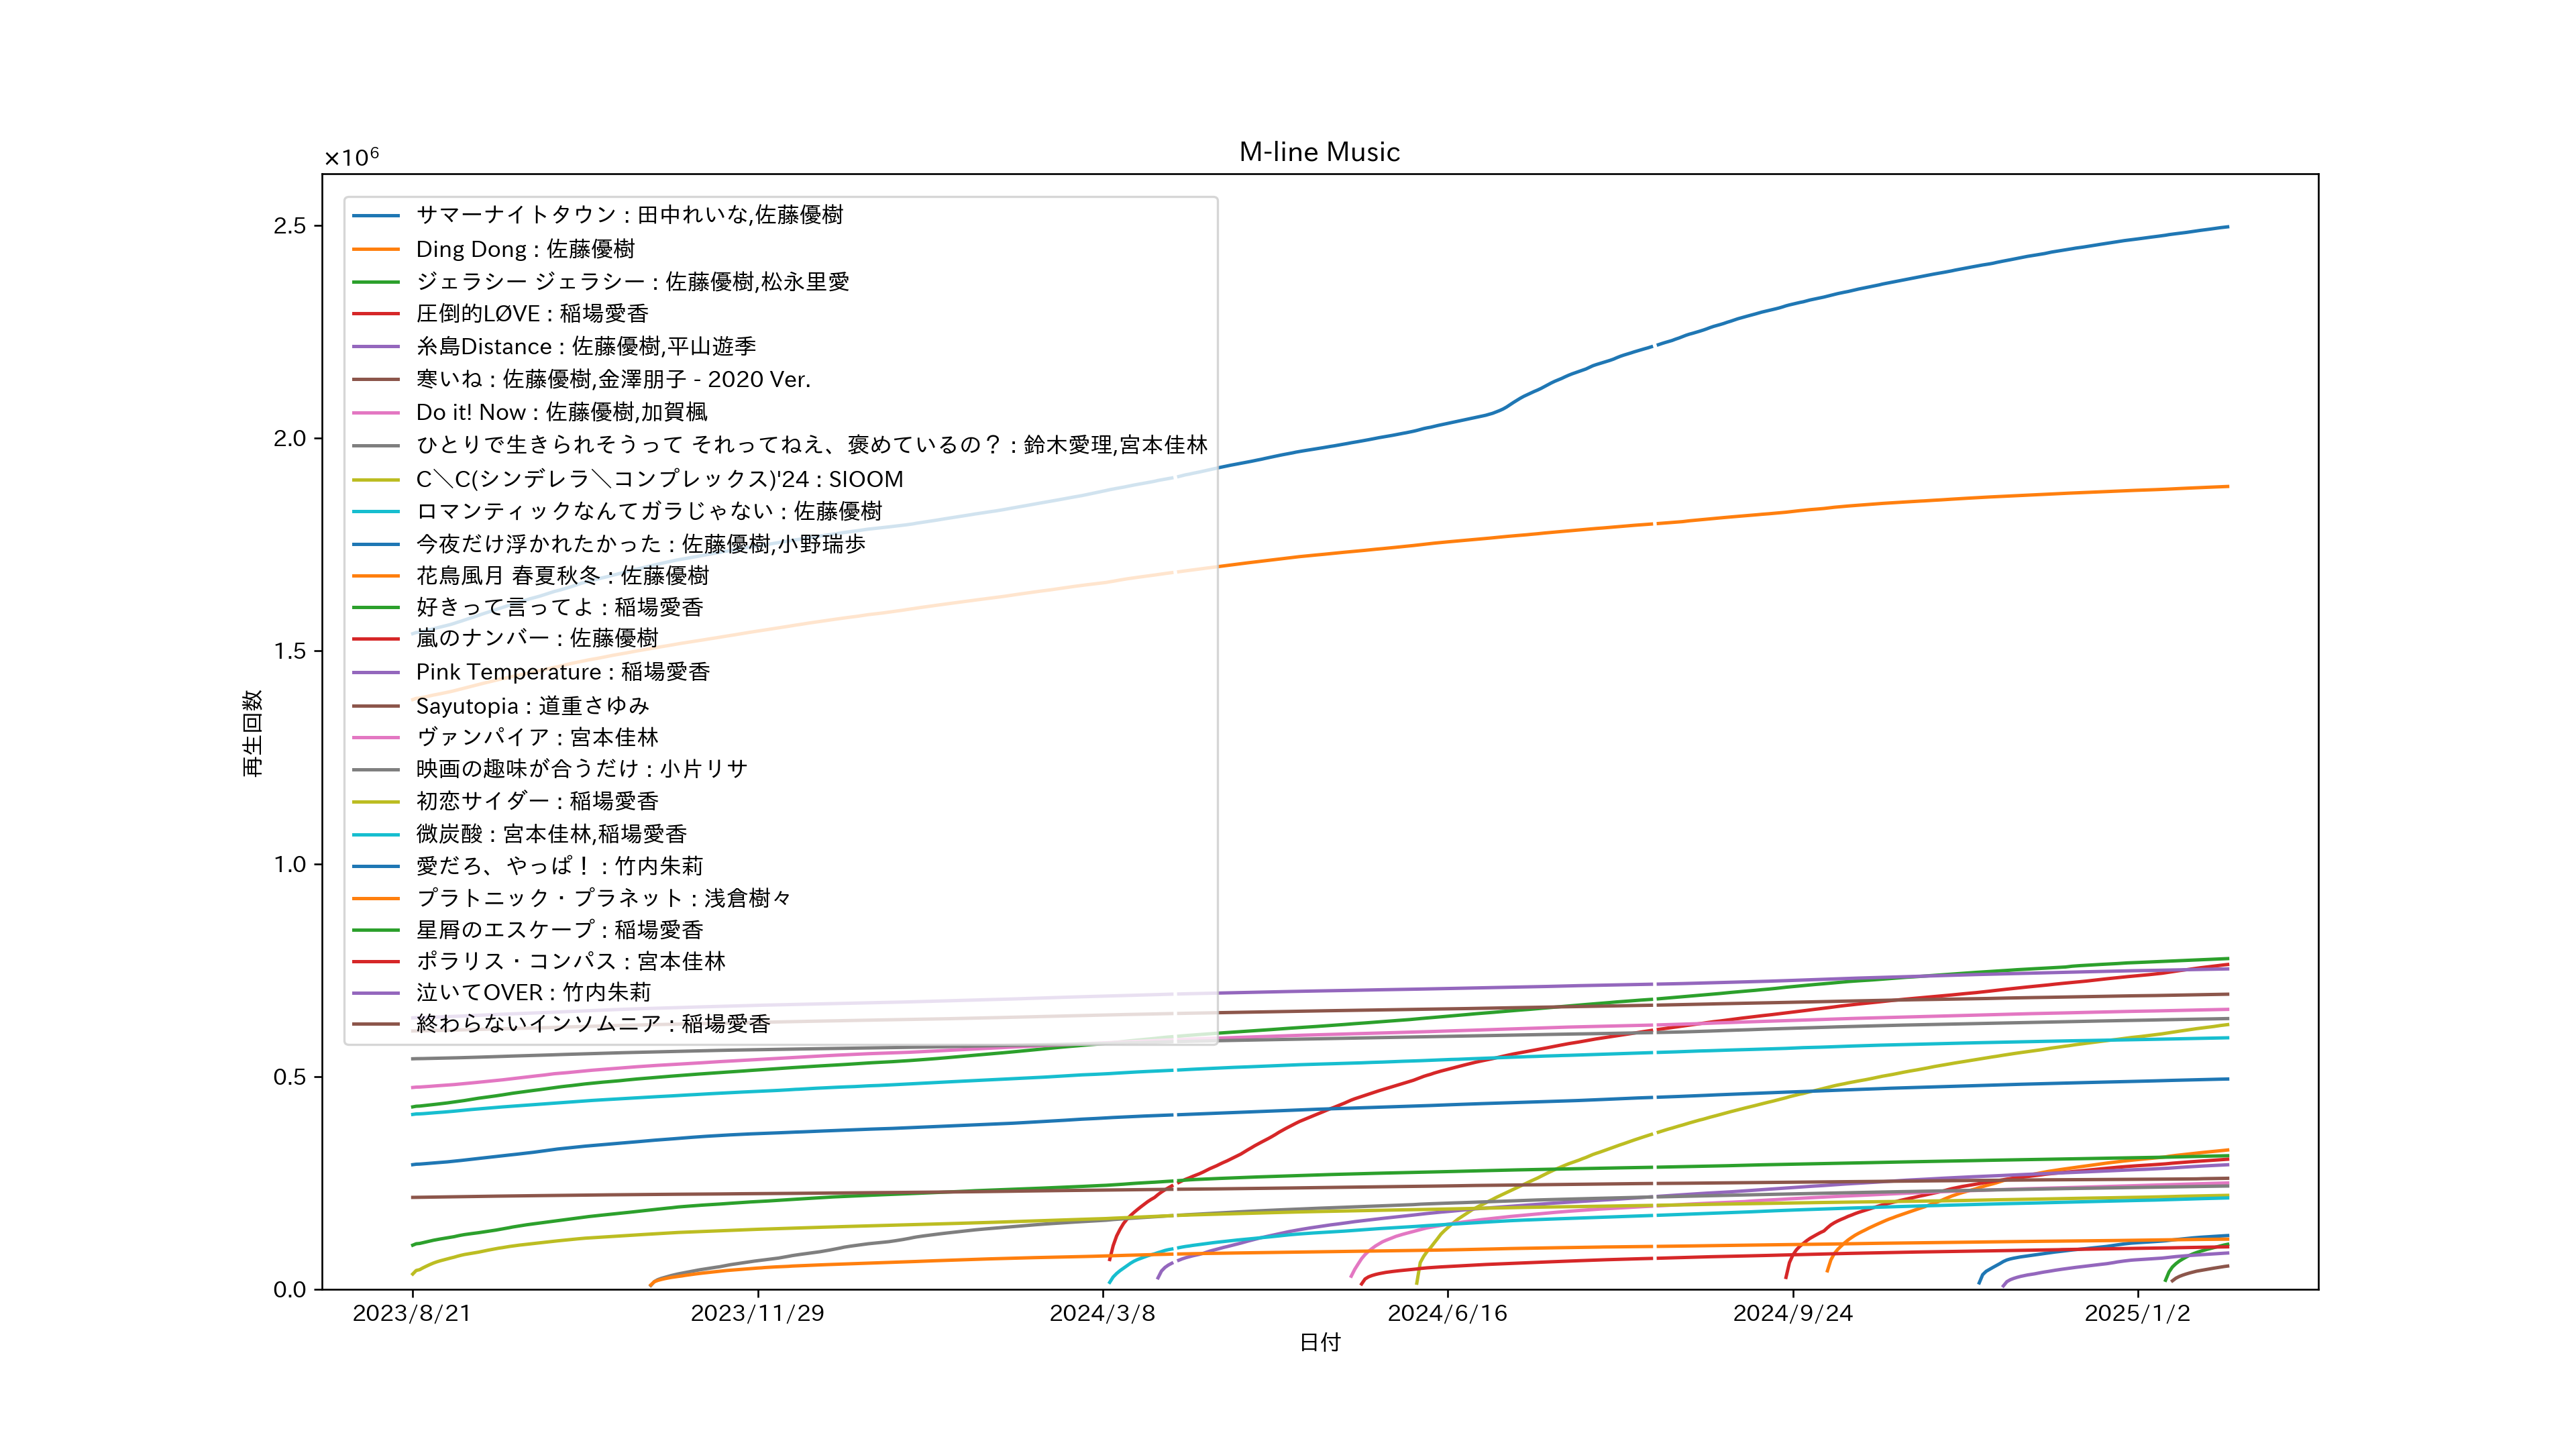 M-line Music
×10⁶
2.5
2.0
1.5
1.0
0.5
0.0
再生回数
サマーナイトタウン : 田中れいな,佐藤優樹
Ding Dong : 佐藤優樹
ジェラシー ジェラシー : 佐藤優樹,松永里愛
圧倒的LØVE : 稲場愛香
糸島Distance : 佐藤優樹,平山遊季
寒いね : 佐藤優樹,金澤朋子 - 2020 Ver.
Do it! Now : 佐藤優樹,加賀楓
ひとりで生きられそうって それってねえ、褒めているの？ : 鈴木愛理,宮本佳林
C＼C(シンデレラ＼コンプレックス)'24 : SIOOM
ロマンティックなんてガラじゃない : 佐藤優樹
今夜だけ浮かれたかった : 佐藤優樹,小野瑞歩
花鳥風月 春夏秋冬 : 佐藤優樹
好きって言ってよ : 稲場愛香
嵐のナンバー : 佐藤優樹
Pink Temperature : 稲場愛香
Sayutopia : 道重さゆみ
ヴァンパイア : 宮本佳林
映画の趣味が合うだけ : 小片リサ
初恋サイダー : 稲場愛香
微炭酸 : 宮本佳林,稲場愛香
愛だろ、やっぱ！ : 竹内朱莉
プラトニック・プラネット : 浅倉樹々
星屑のエスケープ : 稲場愛香
ポラリス・コンパス : 宮本佳林
泣いてOVER : 竹内朱莉
終わらないインソムニア : 稲場愛香
2023/8/21
2023/11/29
2024/3/8
2024/6/16
2024/9/24
2025/1/2
日付